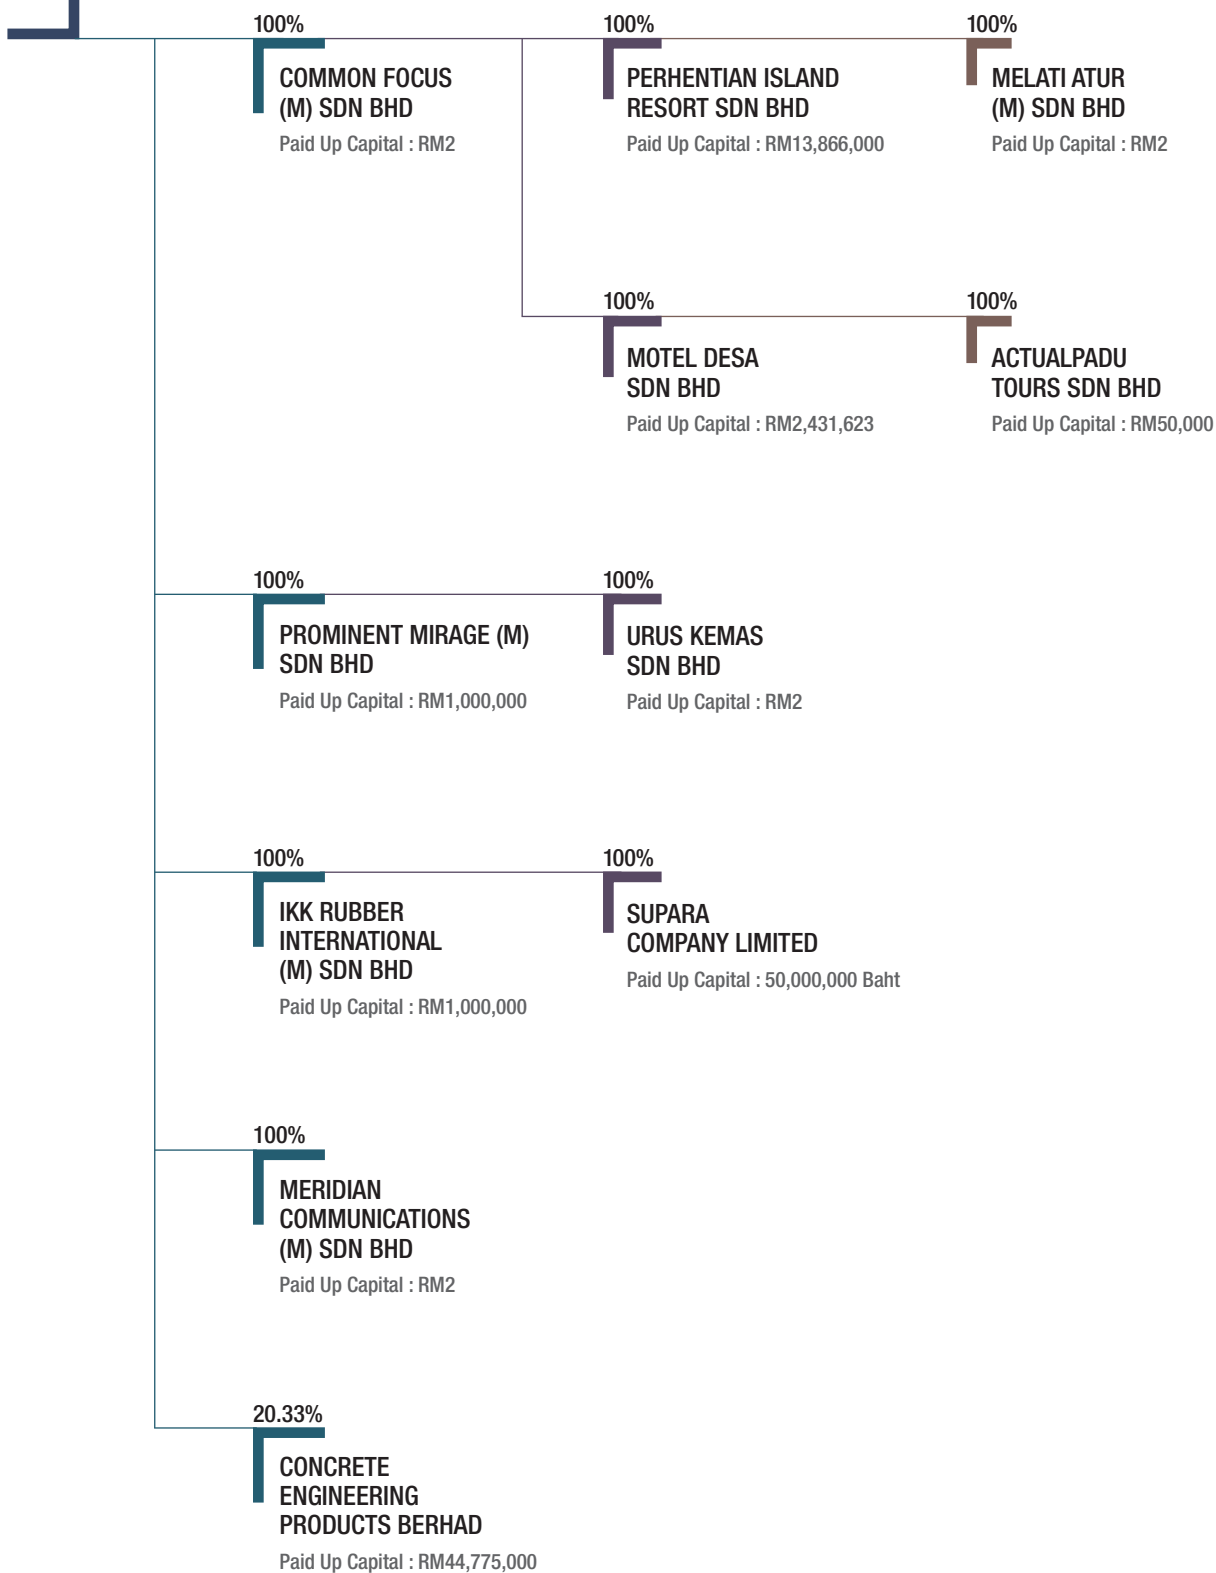 100%
COMMON FOCUS
(M) SDN BHD
Paid Up Capital : RM2
100%
PERHENTIAN ISLAND
RESORT SDN BHD
Paid Up Capital : RM13,866,000
100%
MELATI ATUR
(M) SDN BHD
Paid Up Capital : RM2
100%
MOTEL DESA
SDN BHD
Paid Up Capital : RM2,431,623
100%
ACTUALPADU
TOURS SDN BHD
Paid Up Capital : RM50,000
100%
PROMINENT MIRAGE (M)
SDN BHD
Paid Up Capital : RM1,000,000
100%
URUS KEMAS
SDN BHD
Paid Up Capital : RM2
100%
IKK RUBBER
INTERNATIONAL
(M) SDN BHD
Paid Up Capital : RM1,000,000
100%
SUPARA
COMPANY LIMITED
Paid Up Capital : 50,000,000 Baht
100%
MERIDIAN
COMMUNICATIONS
(M) SDN BHD
Paid Up Capital : RM2
20.33%
CONCRETE
ENGINEERING
PRODUCTS BERHAD
Paid Up Capital : RM44,775,000